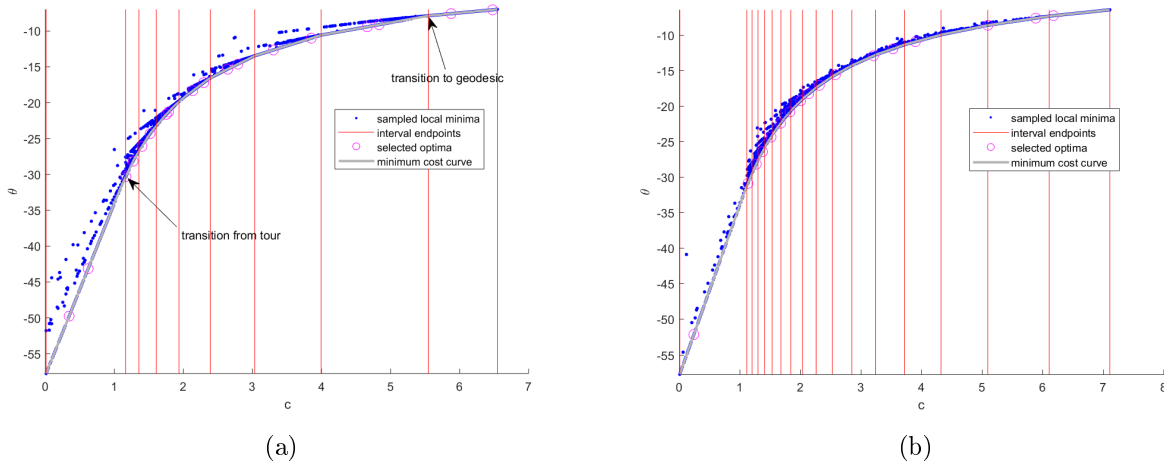 -10
-15
-20
-25
-30
-35
-40
-45
-50
-55
θ
0 1 2 3 4 5 6 7
c
transition to geodesic
transition from tour
sampled local minima
interval endpoints
selected optima
minimum cost curve
(a)
-10
-15
-20
-25
-30
-35
-40
-45
-50
-55
θ
0 1 2 3 4 5 6 7 8
c
sampled local minima
interval endpoints
selected optima
minimum cost curve
(b)